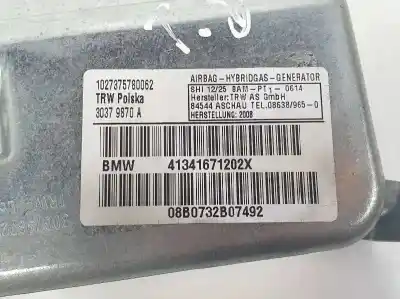 1027375780062
TRW Polska
3037 9870 A
AIRBAG-HYBRIDGAS-GENERATOR
SHI 12/25 BAM-PT1-0614
Hersteller:TRW AS GmbH
84544 ASCHAU TEL.08638/965-0
HERSTELLUNG: 2008
BMW 41341671202X
08B0732B07492